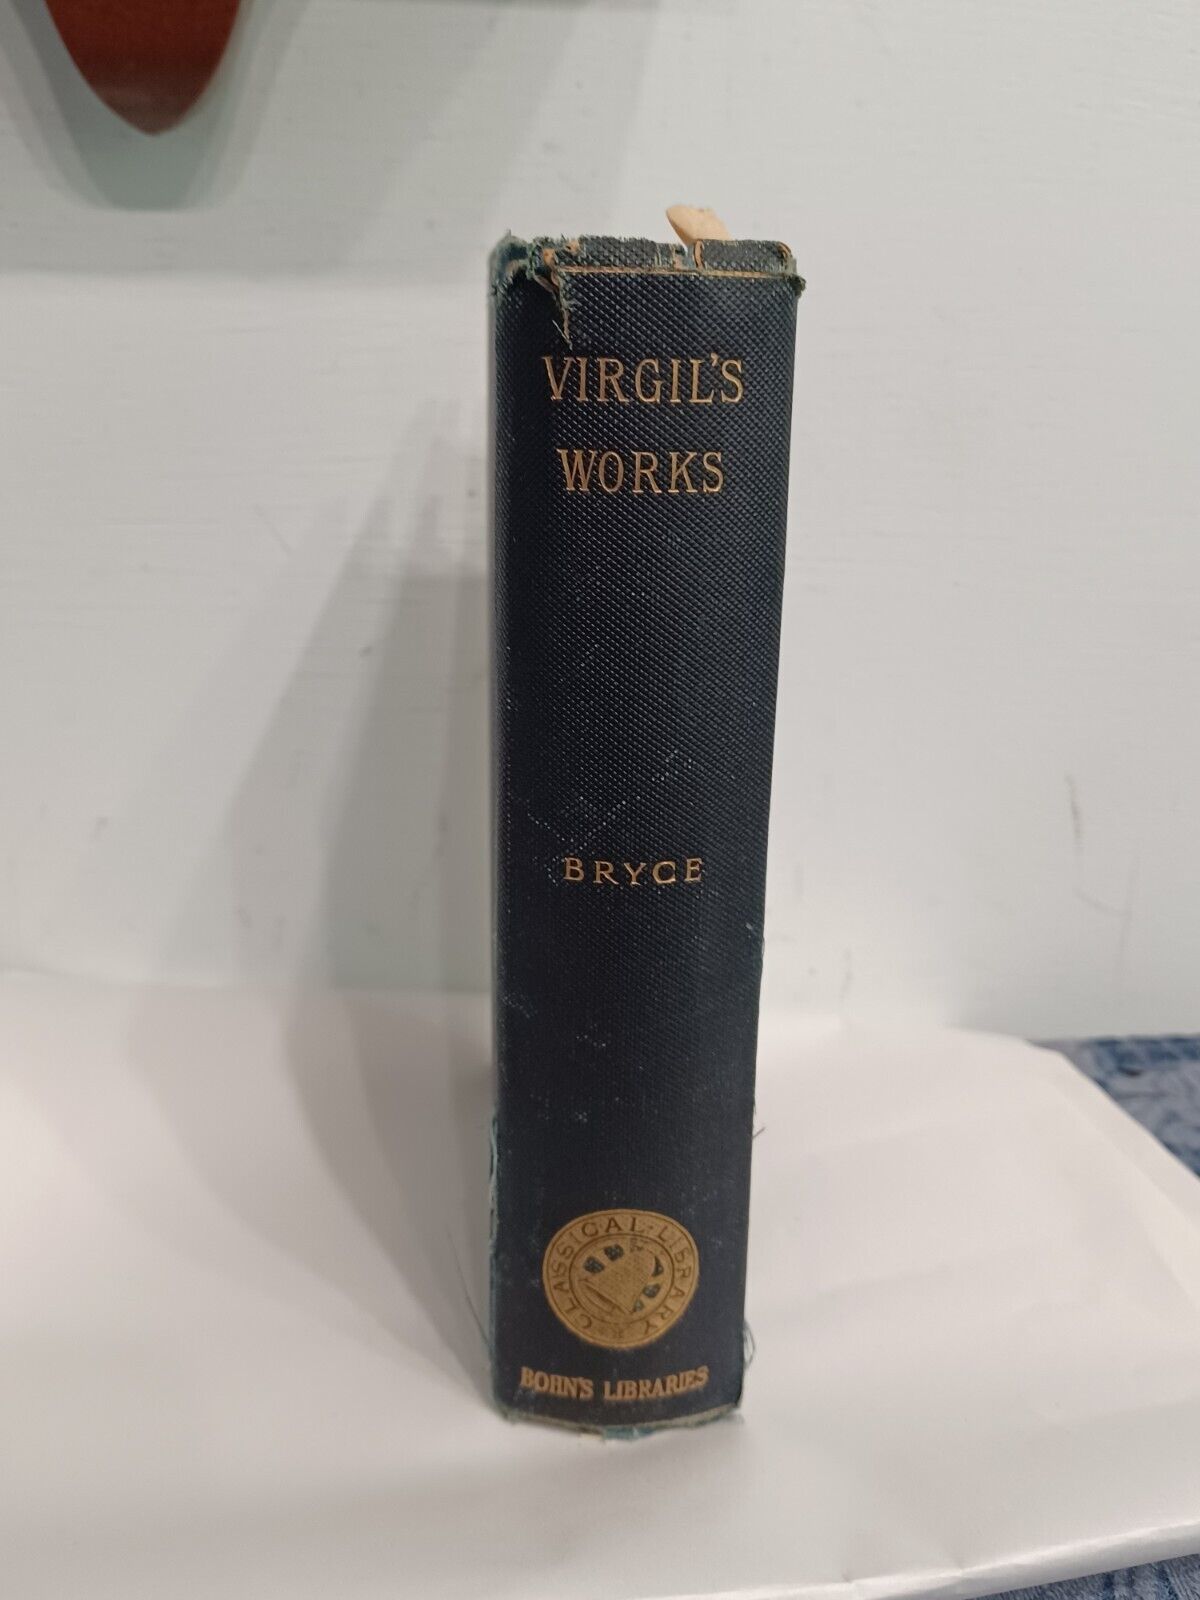 VIRGIL'S
WORKS
BRYCE
CLASSICAL·LIBRARY
BOHN'S LIBRARIES